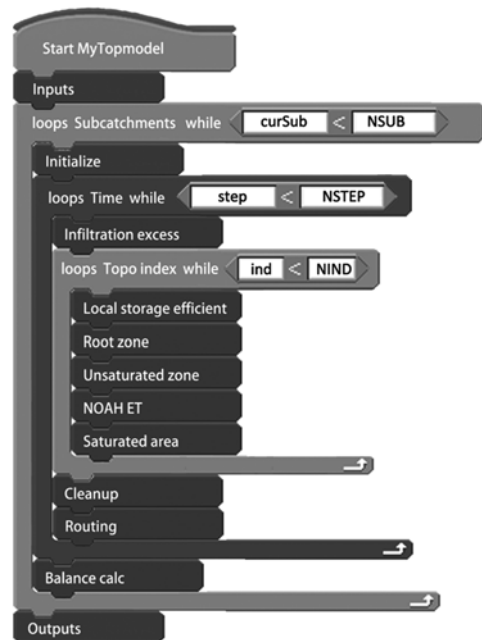 Start MyTopmodel
Inputs
loops Subcatchments while curSub < NSUB
Initialize
loops Time while step < NSTEP
Infiltration excess
loops Topo index while ind < NIND
Local storage efficient
Root zone
Unsaturated zone
NOAH ET
Saturated area
Cleanup
Routing
Balance calc
Outputs